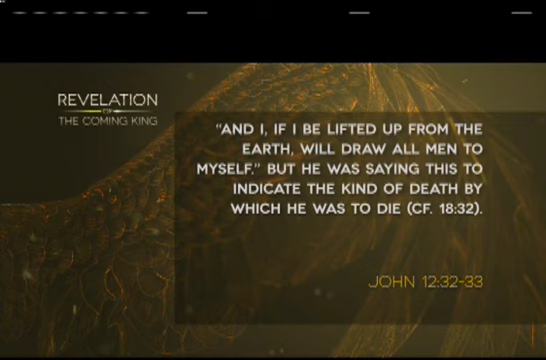 REVELATION
OF
THE COMING KING
“AND I, IF I BE LIFTED UP FROM THE
EARTH, WILL DRAW ALL MEN TO
MYSELF.” BUT HE WAS SAYING THIS TO
INDICATE THE KIND OF DEATH BY
WHICH HE WAS TO DIE (CF. 18:32).
JOHN 12:32-33